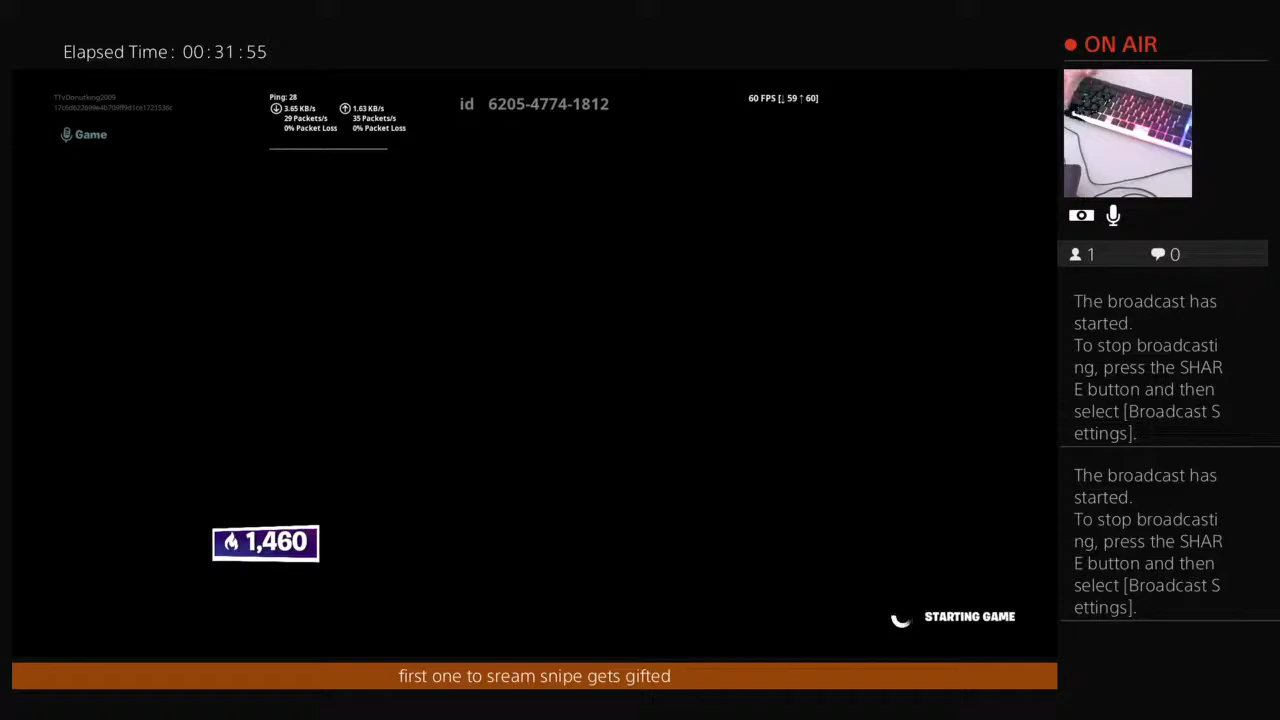 Elapsed Time: 00:31:55
ON AIR
TTvDonutking2009
Ping: 28
3.65 KB/s
1.63 KB/s
29 Packets/s
35 Packets/s
0% Packet Loss
0% Packet Loss
id 6205-4774-1812
60 FPS [↓ 59 ↑ 60]
Game
1
0
The broadcast has
started.
To stop broadcasti
ng, press the SHAR
E button and then
select [Broadcast S
ettings].
The broadcast has
started.
To stop broadcasti
ng, press the SHAR
E button and then
select [Broadcast S
ettings].
1,460
STARTING GAME
first one to sream snipe gets gifted